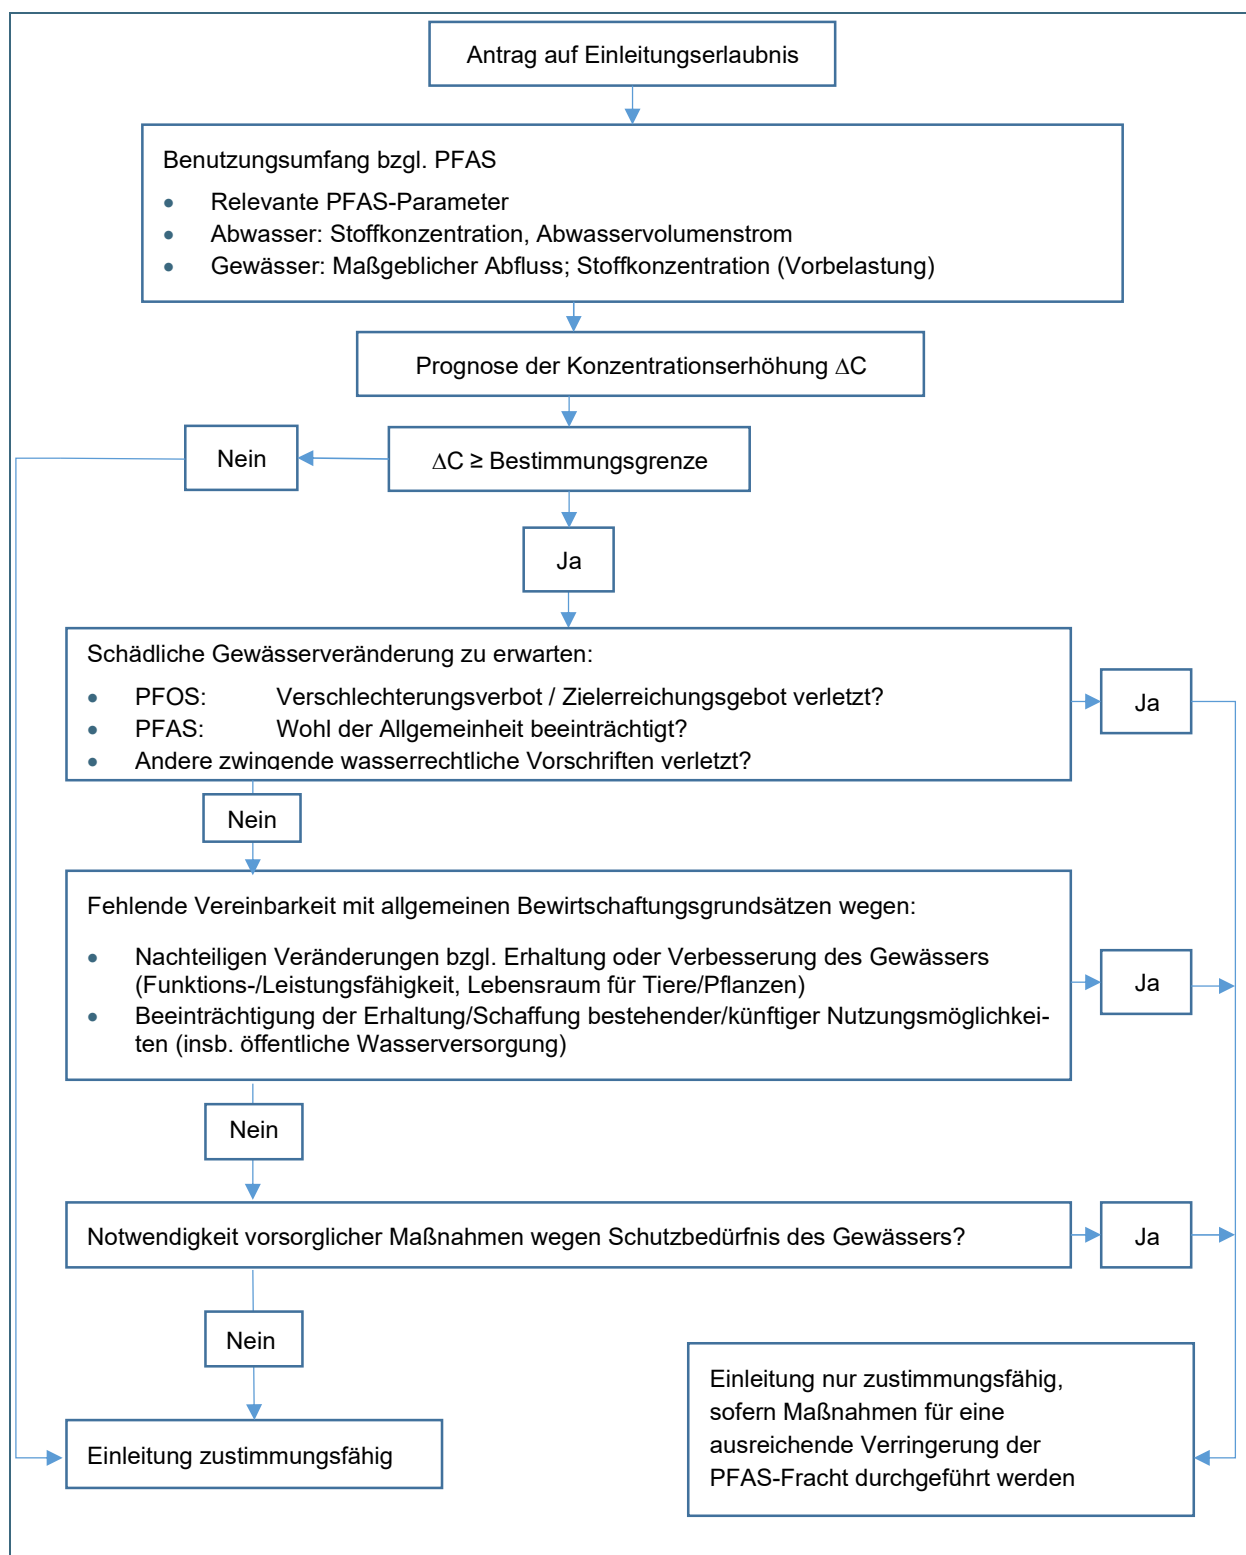 Antrag auf Einleitungserlaubnis
Benutzungsumfang bzgl. PFAS
• Relevante PFAS-Parameter
• Abwasser: Stoffkonzentration, Abwasservolumenstrom
• Gewässer: Maßgeblicher Abfluss; Stoffkonzentration (Vorbelastung)
Prognose der Konzentrationserhöhung ΔC
Nein
ΔC ≥ Bestimmungsgrenze
Ja
Schädliche Gewässerveränderung zu erwarten:
• PFOS: Verschlechterungsverbot / Zielerreichungsgebot verletzt?
• PFAS: Wohl der Allgemeinheit beeinträchtigt?
• Andere zwingende wasserrechtliche Vorschriften verletzt?
Ja
Nein
Fehlende Vereinbarkeit mit allgemeinen Bewirtschaftungsgrundsätzen wegen:
• Nachteiligen Veränderungen bzgl. Erhaltung oder Verbesserung des Gewässers
(Funktions-/Leistungsfähigkeit, Lebensraum für Tiere/Pflanzen)
• Beeinträchtigung der Erhaltung/Schaffung bestehender/künftiger Nutzungsmöglichkei-
ten (insb. öffentliche Wasserversorgung)
Ja
Nein
Notwendigkeit vorsorglicher Maßnahmen wegen Schutzbedürfnis des Gewässers?
Ja
Nein
Einleitung zustimmungsfähig
Einleitung nur zustimmungsfähig,
sofern Maßnahmen für eine
ausreichende Verringerung der
PFAS-Fracht durchgeführt werden